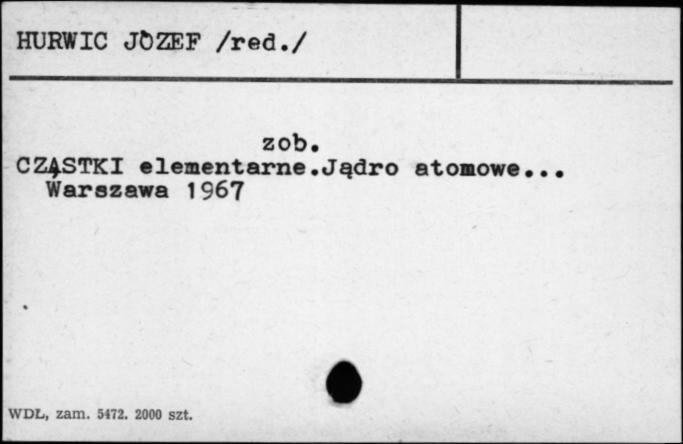 HURWIC JÓZEF /red./
zob.
CZĄSTKI elementarne.Jądro atomowe...
Warszawa 1967
WDL, zam. 5472. 2000 szt.